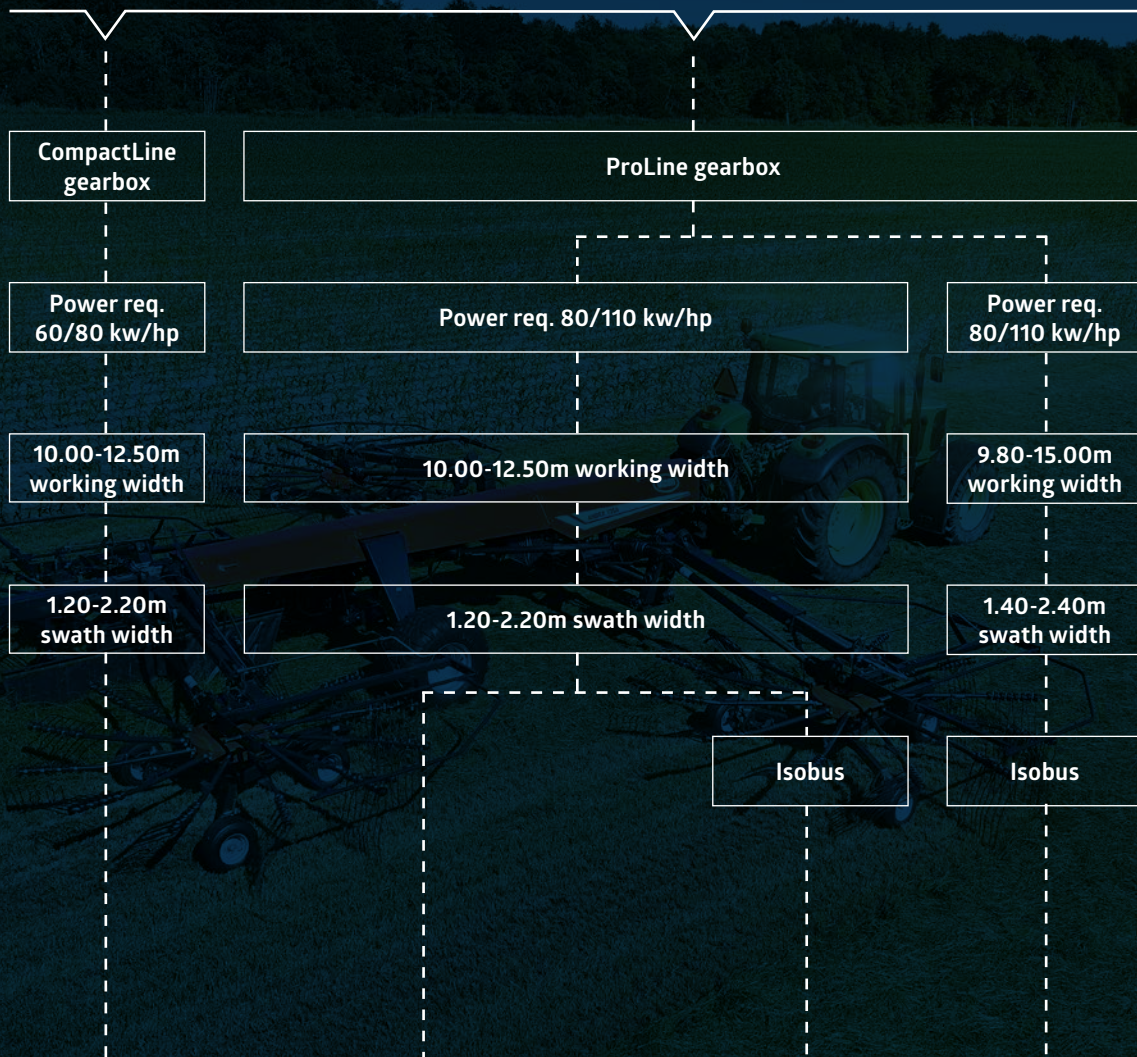 CompactLine
gearbox
ProLine gearbox
Power req.
60/80 kw/hp
Power req. 80/110 kw/hp
Power req.
80/110 kw/hp
10.00-12.50m
working width
10.00-12.50m working width
9.80-15.00m
working width
1.20-2.20m
swath width
1.20-2.20m swath width
1.40-2.40m
swath width
Isobus
Isobus